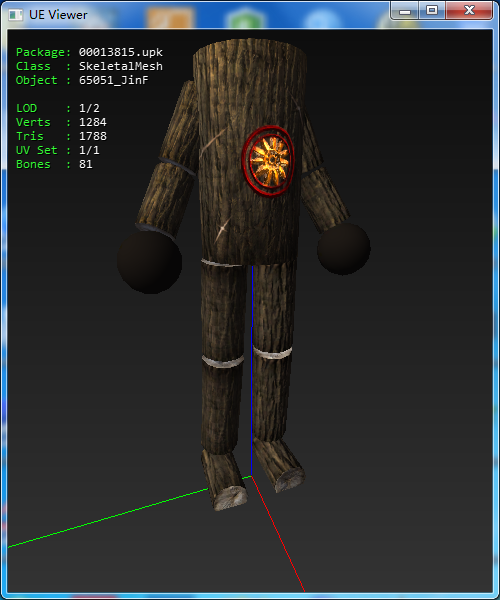 UE Viewer
Package: 00013815.upk
Class : SkeletalMesh
Object : 65051_JinF
LOD : 1/2
Verts : 1284
Tris : 1788
UV Set : 1/1
Bones : 81